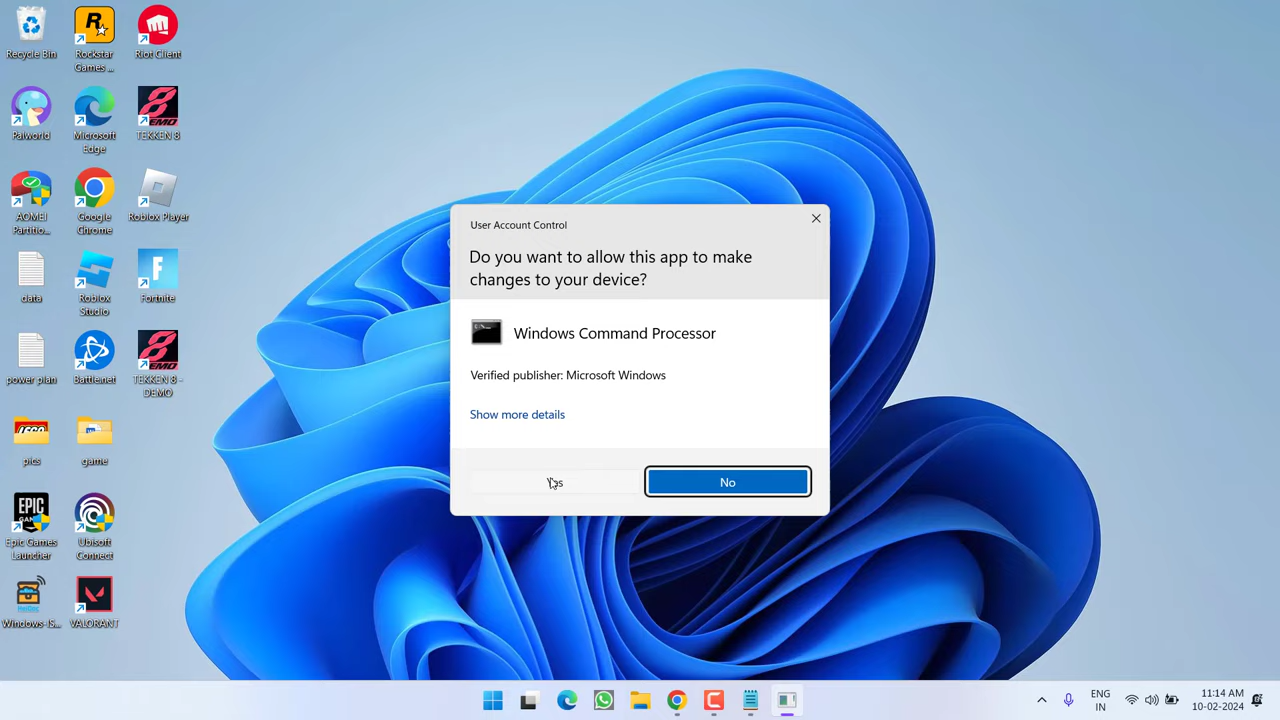 Recycle Bin
Rockstar
Games ...
Riot Client
Palworld
Microsoft
Edge
TEKKEN 8
AOMEI
Partitio...
Google
Chrome
Roblox Player
data
Roblox
Studio
Fortnite
power plan
Battle.net
TEKKEN 8 -
DEMO
pics
game
Epic Games
Launcher
Ubisoft
Connect
Windows-IS...
VALORANT
User Account Control
Do you want to allow this app to make
changes to your device?
Windows Command Processor
Verified publisher: Microsoft Windows
Show more details
Yes
No
ENG
IN
11:14 AM
10-02-2024